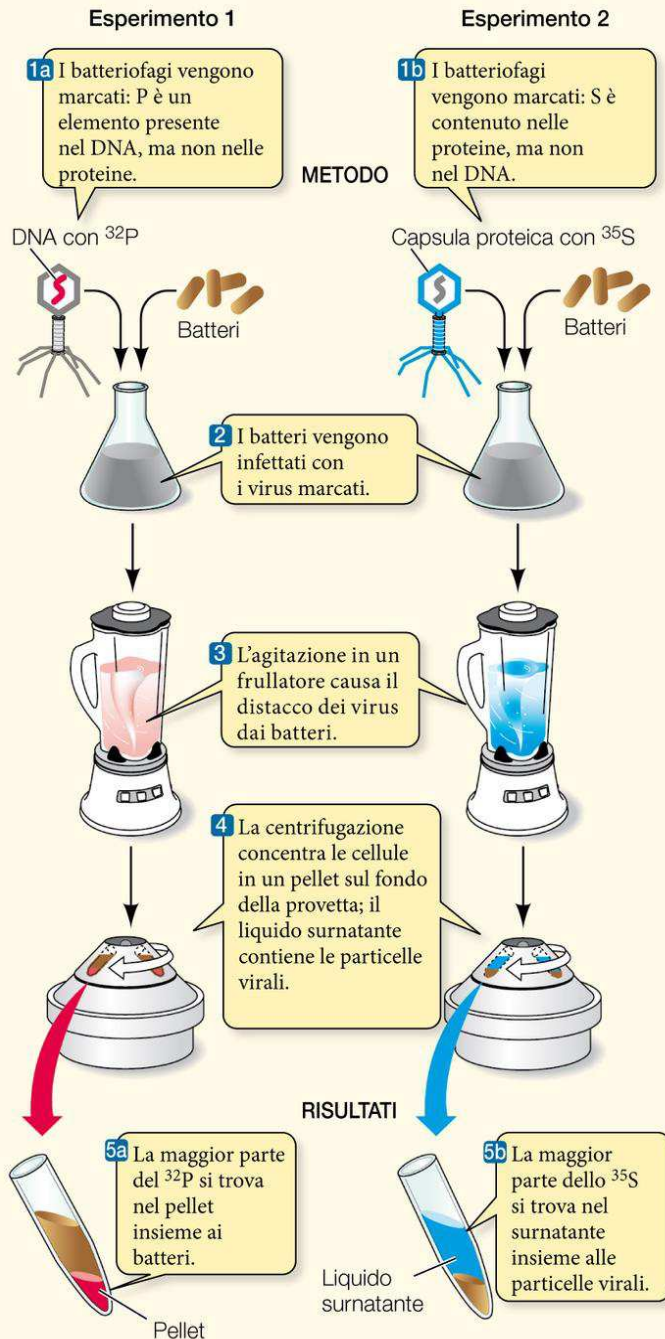 Esperimento 1
Esperimento 2
1a I batteriofagi vengono
marcati: P è un
elemento presente
nel DNA, ma non nelle
proteine.
1b I batteriofagi
vengono marcati: S è
contenuto nelle
proteine, ma non
nel DNA.
METODO
DNA con ³²P
Batteri
Capsula proteica con ³⁵S
Batteri
2 I batteri vengono
infettati con
i virus marcati.
3 L'agitazione in un
frullatore causa il
distacco dei virus
dai batteri.
4 La centrifugazione
concentra le cellule
in un pellet sul fondo
della provetta; il
liquido surnatante
contiene le particelle
virali.
RISULTATI
5a La maggior parte
del ³²P si trova
nel pellet
insieme ai
batteri.
Pellet
5b La maggior
parte dello ³⁵S
si trova nel
surnatante
insieme alle
particelle virali.
Liquido
surnatante